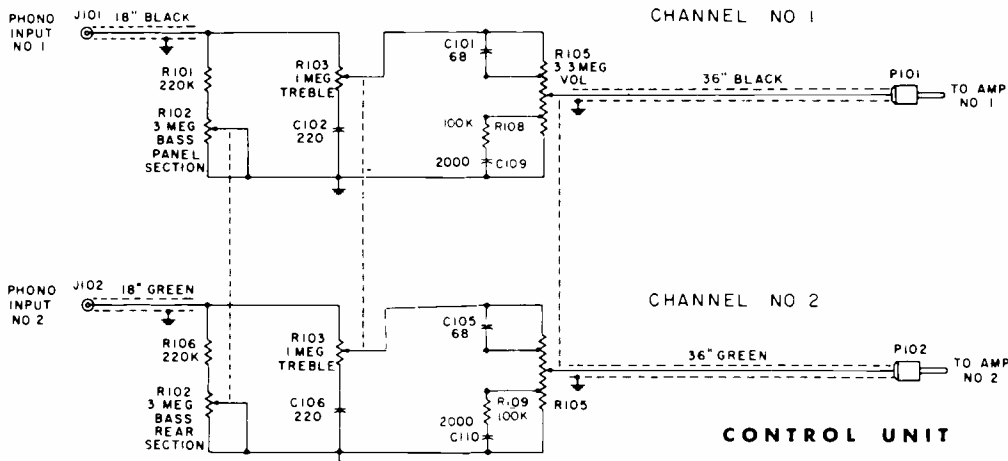 CHANNEL NO 1
PHONO
INPUT
NO 1
J101
18" BLACK
R101
220K
R102
3 MEG
BASS
PANEL
SECTION
R103
1 MEG
TREBLE
C102
220
C101
68
R105
3 3 MEG
VOL
100K
R108
2000
C109
36" BLACK
P101
TO AMP
NO 1
CHANNEL NO 2
PHONO
INPUT
NO 2
J102
18" GREEN
R106
220K
R102
3 MEG
BASS
REAR
SECTION
R103
1 MEG
TREBLE
C106
220
C105
68
R109
100K
2000
C110
R105
36" GREEN
P102
TO AMP
NO 2
CONTROL UNIT